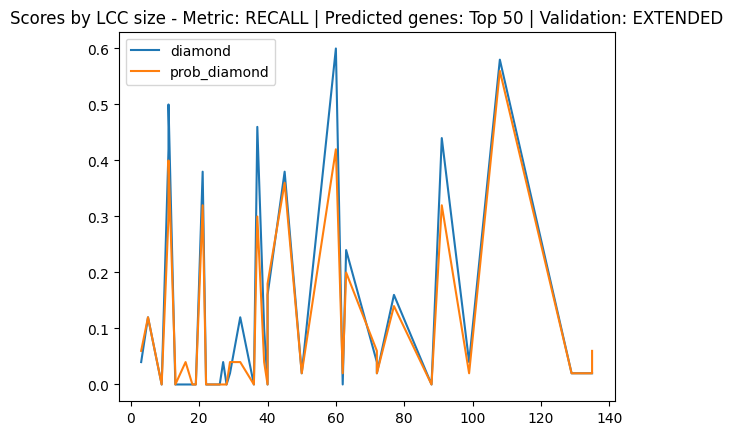 Scores by LCC size - Metric: RECALL | Predicted genes: Top 50 | Validation: EXTENDED
diamond
prob_diamond
0.6
0.5
0.4
0.3
0.2
0.1
0.0
0 20 40 60 80 100 120 140